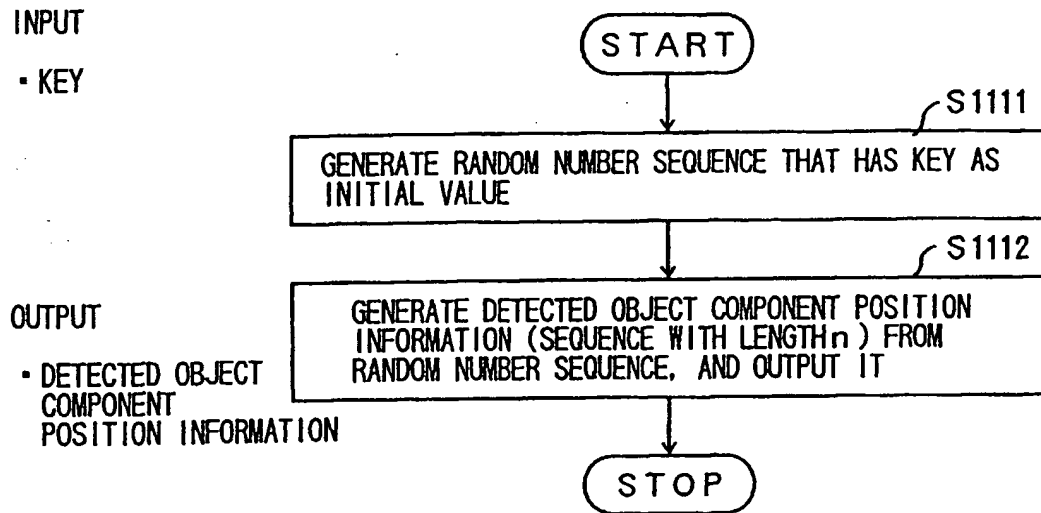 INPUT
▪ KEY
START
S1111
GENERATE RANDOM NUMBER SEQUENCE THAT HAS KEY AS
INITIAL VALUE
S1112
GENERATE DETECTED OBJECT COMPONENT POSITION
INFORMATION (SEQUENCE WITH LENGTH n) FROM
RANDOM NUMBER SEQUENCE, AND OUTPUT IT
OUTPUT
▪ DETECTED OBJECT
COMPONENT
POSITION INFORMATION
STOP